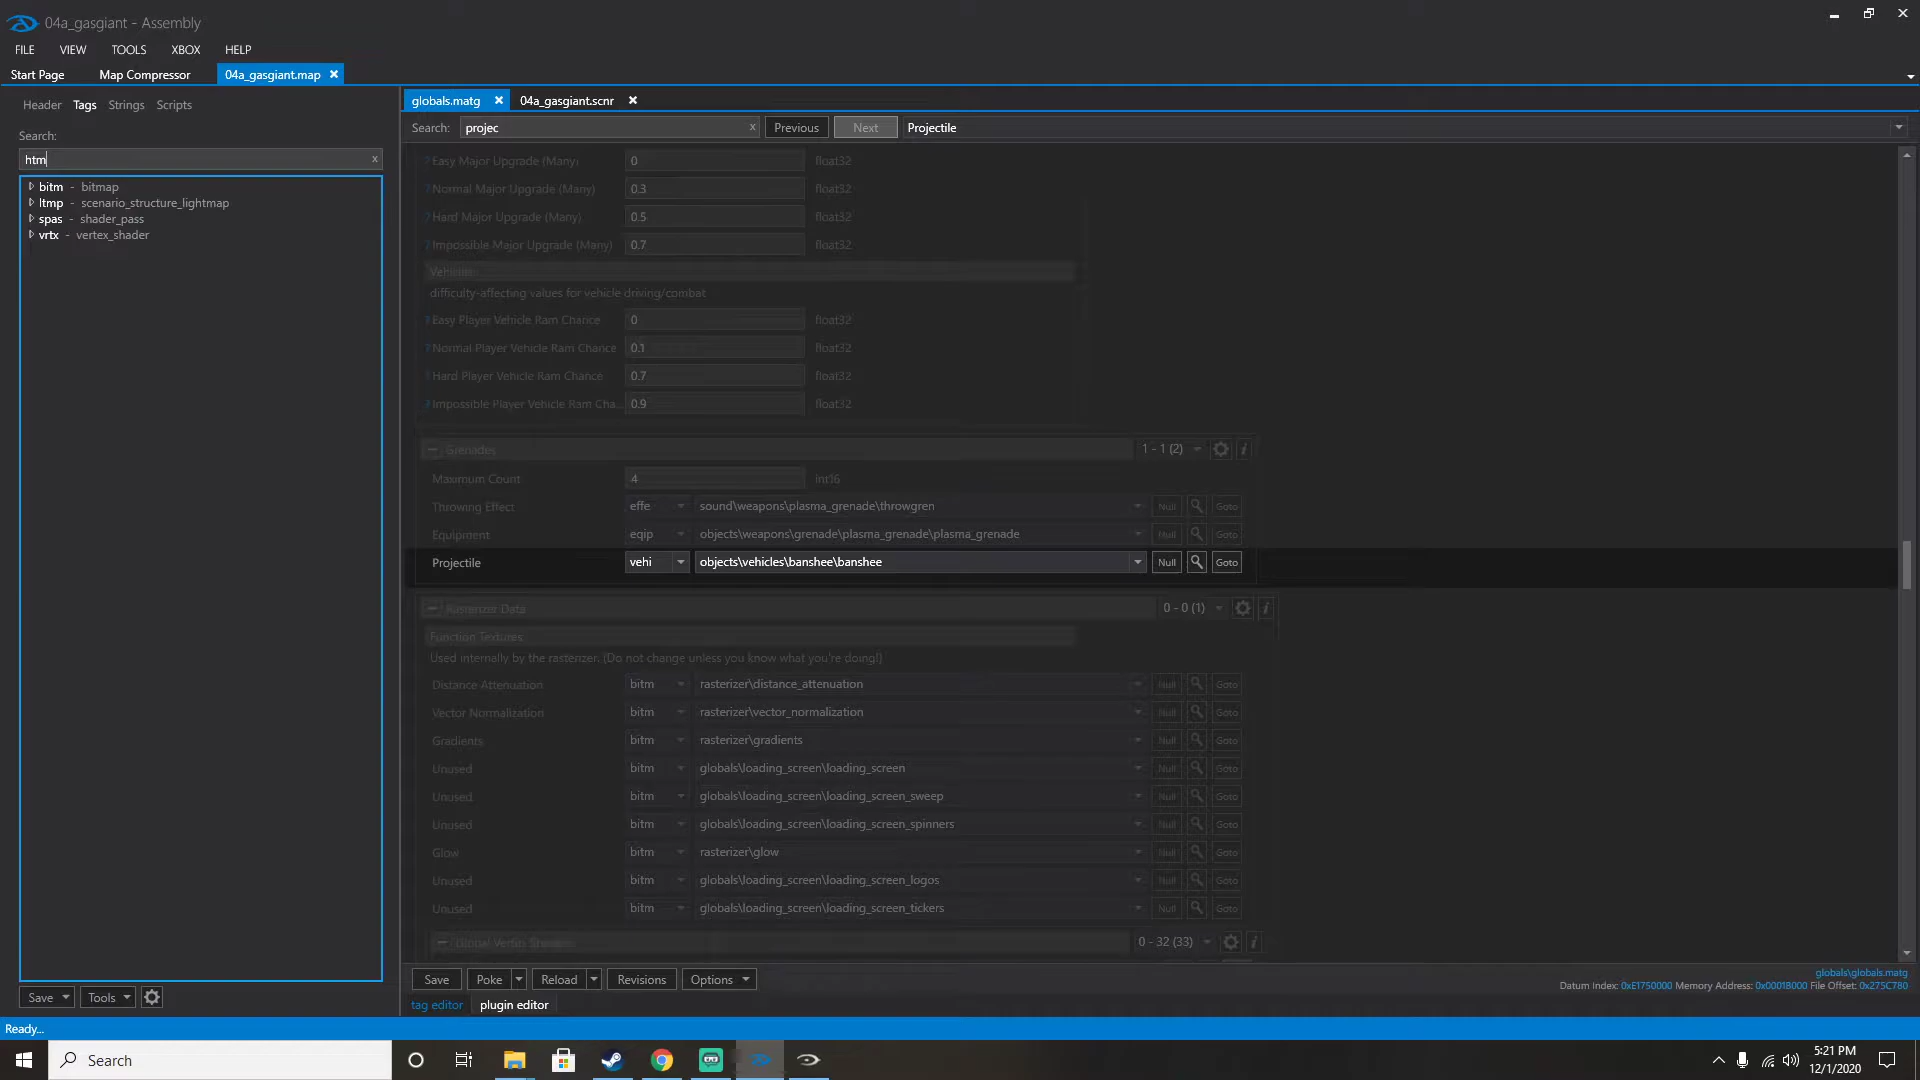 04a_gasgiant - Assembly
FILE VIEW TOOLS XBOX HELP
Start Page Map Compressor 04a_gasgiant.map
Header Tags Strings Scripts
Search:
htm x
bitm - bitmap
ltmp - scenario_structure_lightmap
spas - shader_pass
vrtx - vertex_shader
Save Tools
globals.matg 04a_gasgiant.scnr
Search: projec x Previous Next Projectile
? Easy Major Upgrade (Many) 0 float32
? Normal Major Upgrade (Many) 0.3 float32
? Hard Major Upgrade (Many) 0.5 float32
? Impossible Major Upgrade (Many) 0.7 float32
Vehicles
difficulty-affecting values for vehicle driving/combat
? Easy Player Vehicle Ram Chance 0 float32
? Normal Player Vehicle Ram Chance 0.1 float32
? Hard Player Vehicle Ram Chance 0.7 float32
? Impossible Player Vehicle Ram Cha... 0.9 float32
Grenades 1 - 1 (2) i
Maximum Count 4 int16
Throwing Effect effe sound\weapons\plasma_grenade\throwgren Null Goto
Equipment eqip objects\weapons\grenade\plasma_grenade\plasma_grenade Null Goto
Projectile vehi objects\vehicles\banshee\banshee Null Goto
Rasterizer Data 0 - 0 (1) i
Function Textures
Used internally by the rasterizer. (Do not change unless you know what you're doing!)
Distance Attenuation bitm rasterizer\distance_attenuation Null Goto
Vector Normalization bitm rasterizer\vector_normalization Null Goto
Gradients bitm rasterizer\gradients Null Goto
Unused bitm globals\loading_screen\loading_screen Null Goto
Unused bitm globals\loading_screen\loading_screen_sweep Null Goto
Unused bitm globals\loading_screen\loading_screen_spinners Null Goto
Glow bitm rasterizer\glow Null Goto
Unused bitm globals\loading_screen\loading_screen_logos Null Goto
Unused bitm globals\loading_screen\loading_screen_tickers Null Goto
Global Vertex Shaders 0 - 32 (33) i
Save Poke Reload Revisions Options
globals\globals.matg
Datum Index: 0xE1750000 Memory Address: 0x00018000 File Offset: 0x275C780
tag editor plugin editor
Ready...
Search
5:21 PM
12/1/2020